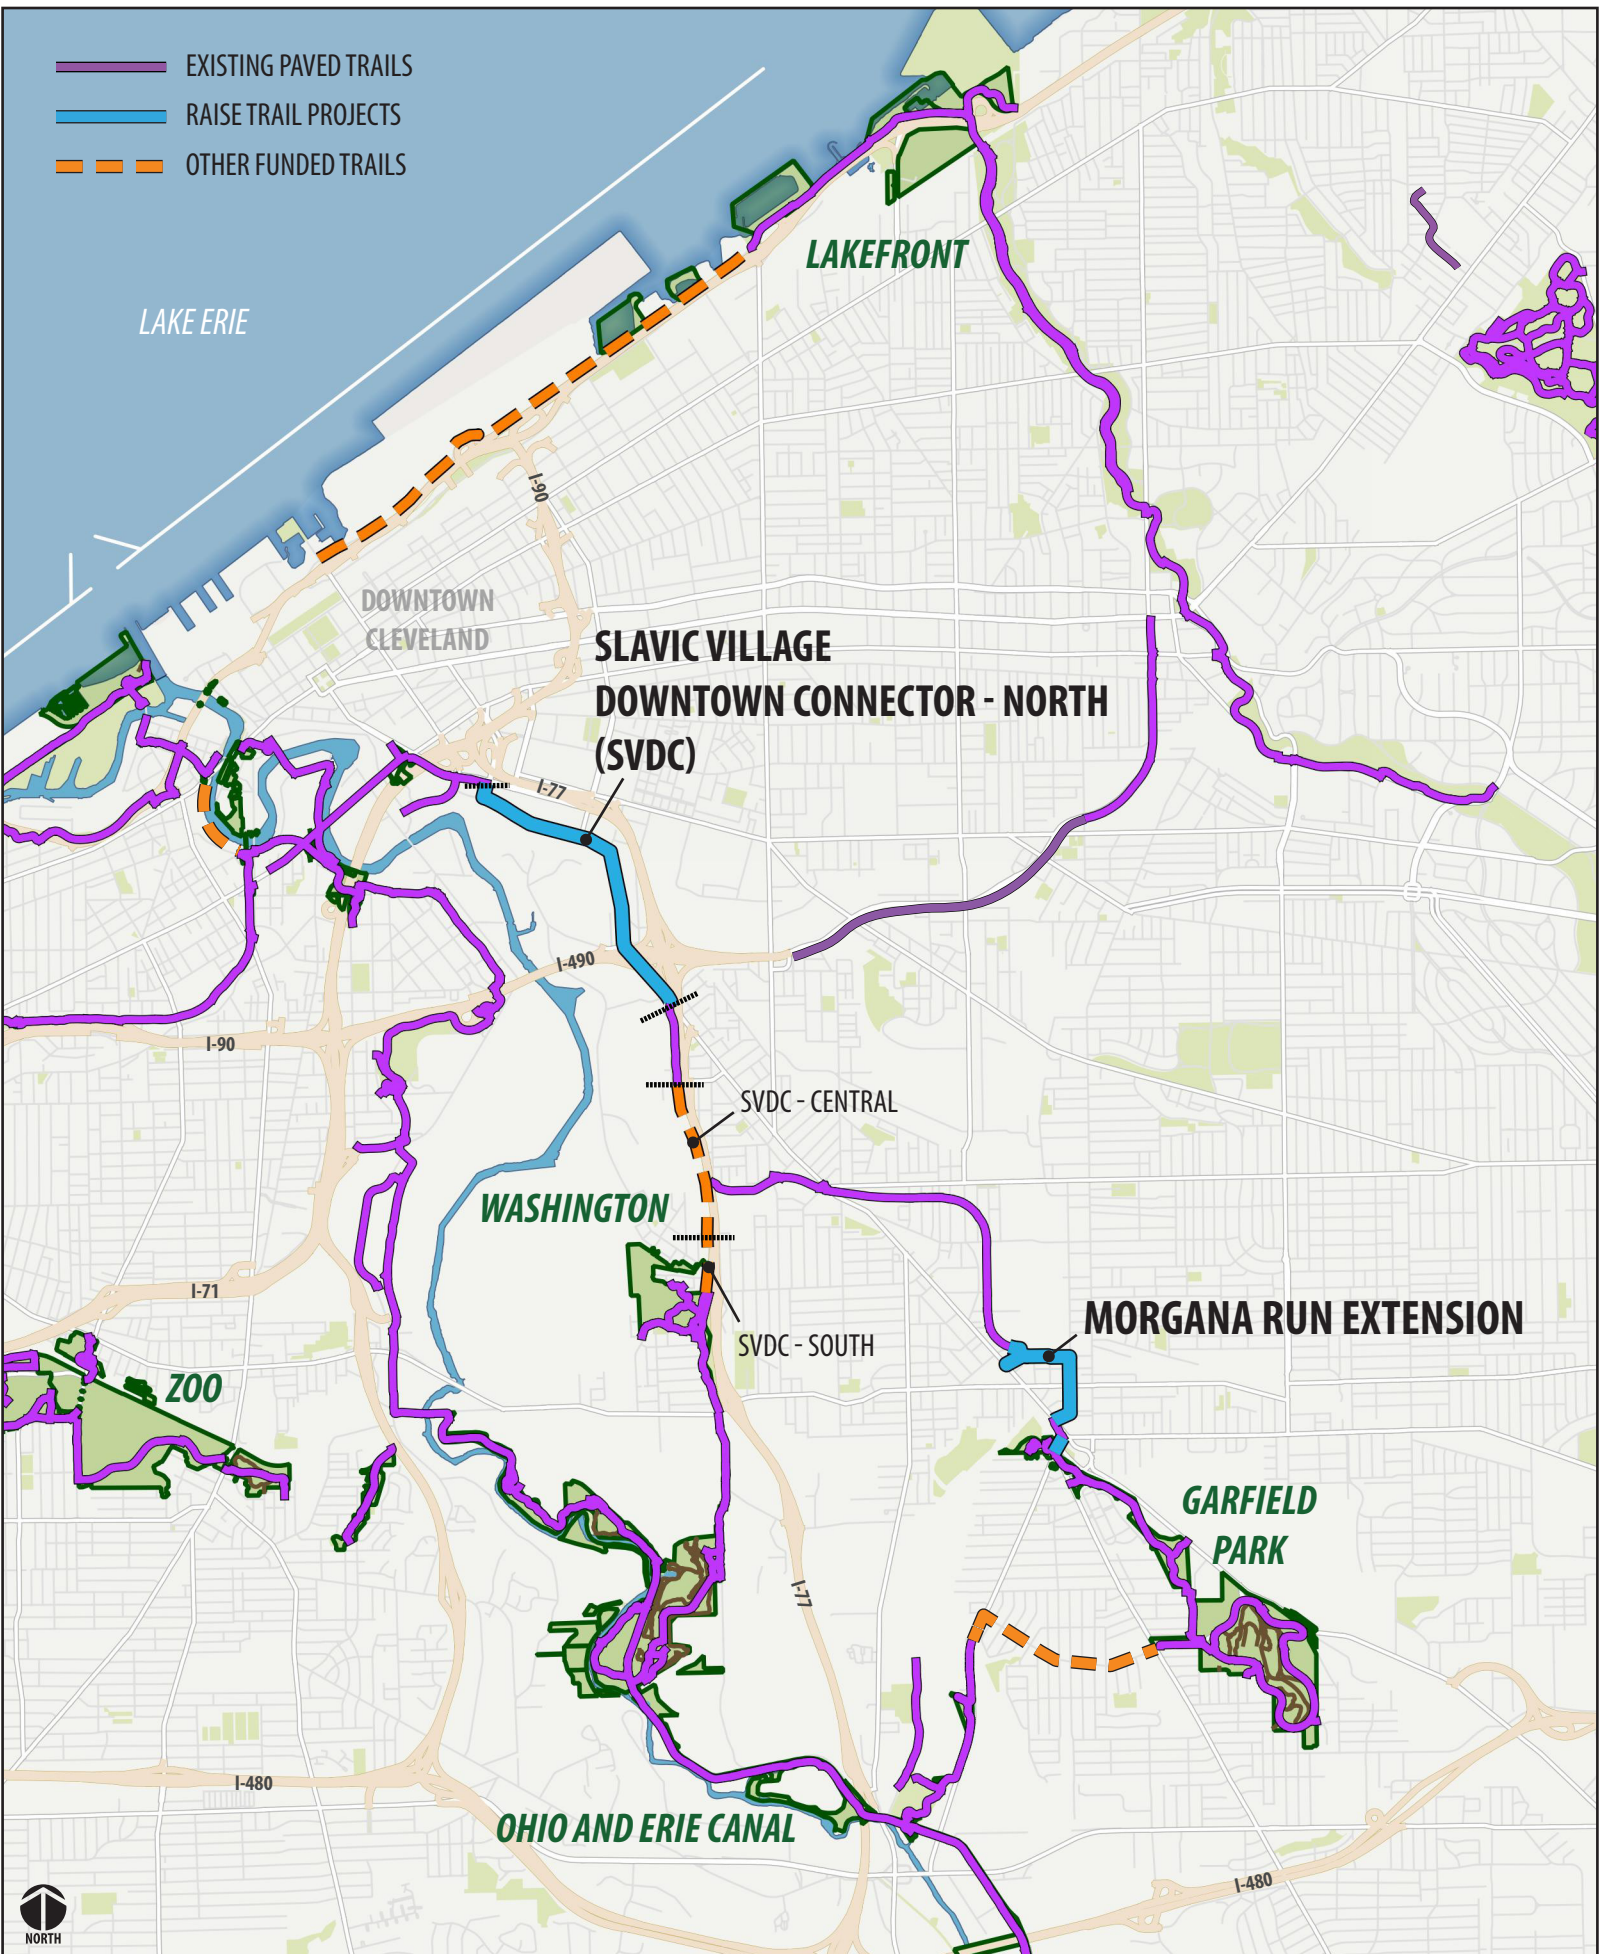 EXISTING PAVED TRAILS
RAISE TRAIL PROJECTS
OTHER FUNDED TRAILS
LAKEFRONT
LAKE ERIE
I-90
DOWNTOWN
CLEVELAND
SLAVIC VILLAGE
DOWNTOWN CONNECTOR - NORTH
(SVDC)
I-77
I-490
I-90
SVDC - CENTRAL
WASHINGTON
I-71
MORGANA RUN EXTENSION
SVDC - SOUTH
ZOO
GARFIELD
PARK
I-77
I-480
OHIO AND ERIE CANAL
I-480
NORTH